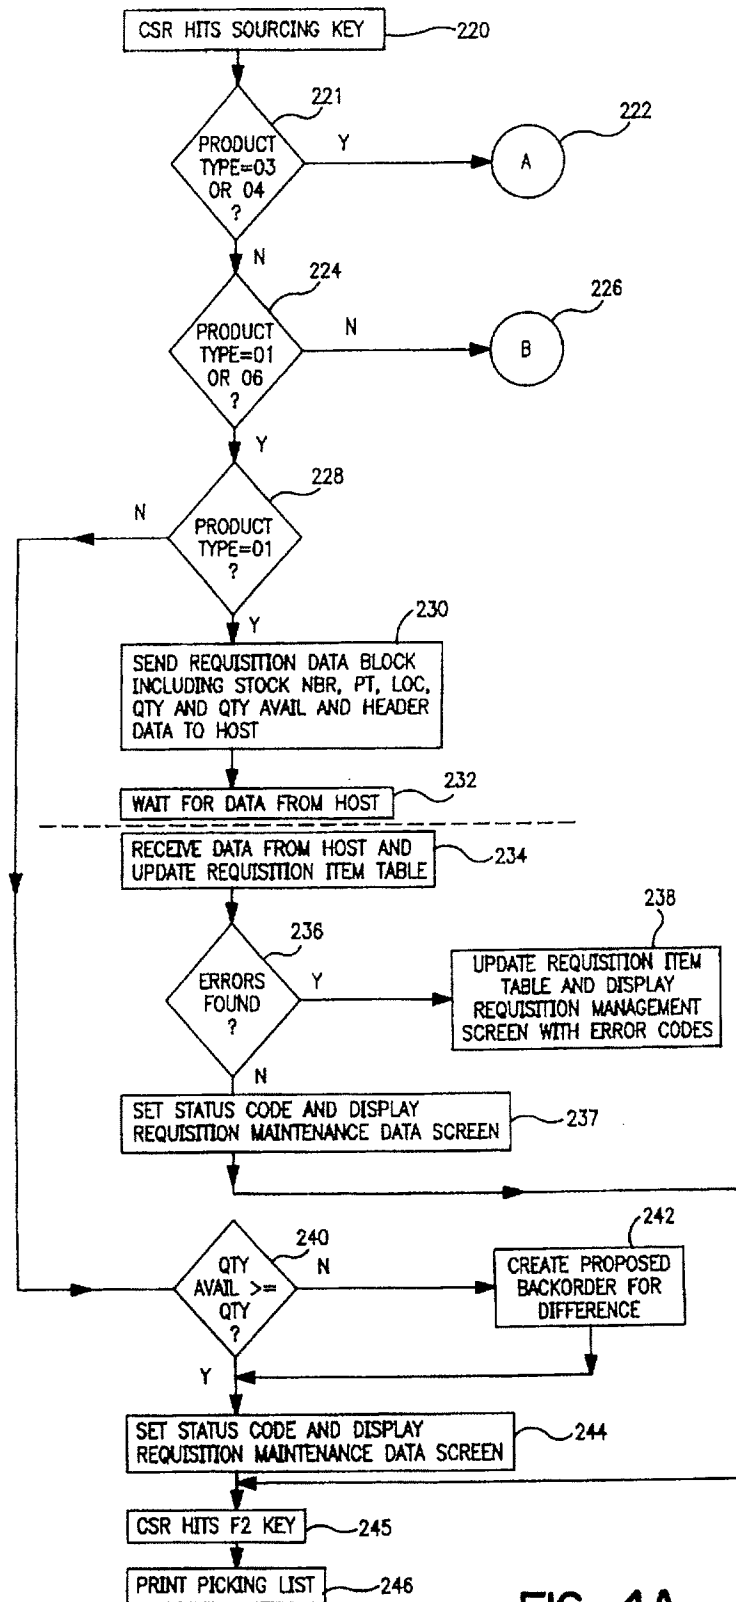 CSR HITS SOURCING KEY
220
221
PRODUCT
TYPE=03
OR 04
?
Y
A
222
N
224
PRODUCT
TYPE=01
OR 06
?
N
B
226
Y
228
N
PRODUCT
TYPE=01
?
Y
230
SEND REQUISITION DATA BLOCK
INCLUDING STOCK NBR, PT, LOC,
QTY AND QTY AVAIL AND HEADER
DATA TO HOST
WAIT FOR DATA FROM HOST
232
RECEIVE DATA FROM HOST AND
UPDATE REQUISITION ITEM TABLE
234
236
ERRORS
FOUND
?
Y
238
UPDATE REQUISITION ITEM
TABLE AND DISPLAY
REQUISITION MANAGEMENT
SCREEN WITH ERROR CODES
N
SET STATUS CODE AND DISPLAY
REQUISITION MAINTENANCE DATA SCREEN
237
240
QTY
AVAIL >=
QTY
?
N
242
CREATE PROPOSED
BACKORDER FOR
DIFFERENCE
Y
SET STATUS CODE AND DISPLAY
REQUISITION MAINTENANCE DATA SCREEN
244
CSR HITS F2 KEY
245
PRINT PICKING LIST
246
FIG. 4A